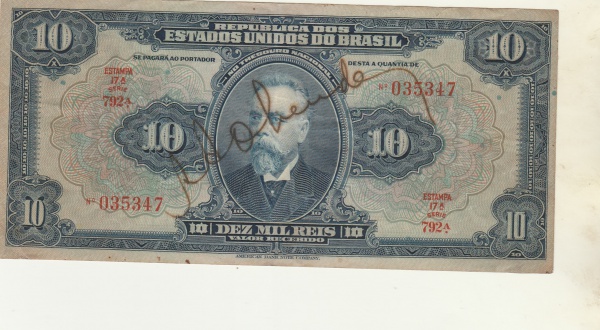 10
REPUBLICA DOS
ESTADOS UNIDOS DO BRASIL
10
SE PAGARÁ AO PORTADOR
NO THESOURO NACIONAL
DESTA A QUANTIA DE
ESTAMPA
17ª
SERIE
792ª
Nº 035347
10
10
Nº 035347
ESTAMPA
17ª
SERIE
792ª
10
10 DEZ MIL REIS 10
VALOR RECEBIDO
10
AMERICAN BANK NOTE COMPANY